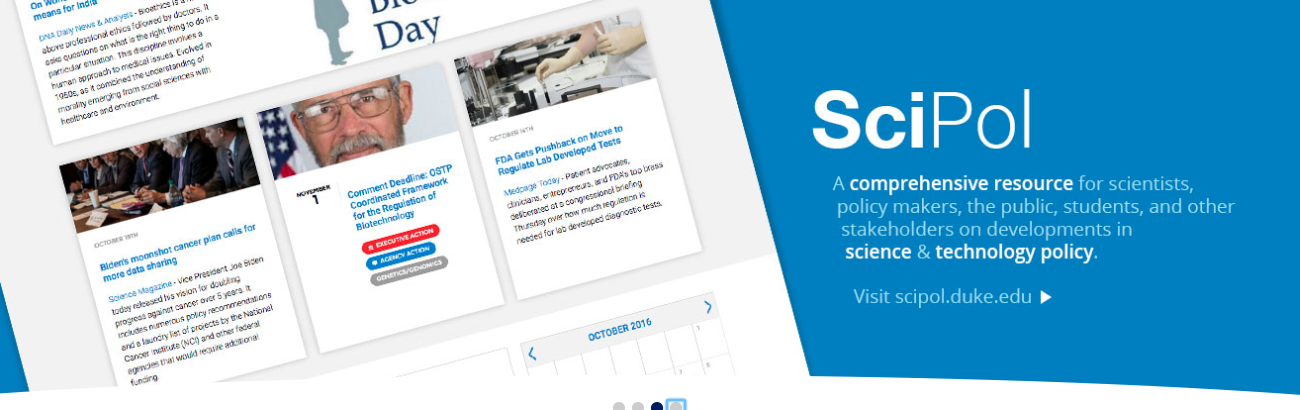 means for India
DNA Daily News & Analysis - Bioethics is a
above professional ethics followed by doctors. It
asks questions on what is the right thing to do in a
particular situation. This discipline involves a
human approach to medical issues. Evolved in
1950s, as it combined the understanding of
morality emerging from social sciences with
healthcare and environment.
Day
OCTOBER 18TH
Biden's moonshot cancer plan calls for
more data sharing
Science Magazine - Vice President Joe Biden
today released his vision for doubling
progress against cancer over 5 years. It
includes numerous policy recommendations
and a laundry list of projects by the National
Cancer Institute (NCI) and other federal
agencies that would require additional
funding.
NOVEMBER
1
Comment Deadline: OSTP
Coordinated Framework
for the Regulation of
Biotechnology
EXECUTIVE ACTION
AGENCY ACTION
GENETICS/GENOMICS
OCTOBER 14TH
FDA Gets Pushback on Move to
Regulate Lab Developed Tests
Medpage Today - Patient advocates,
clinicians, entrepreneurs, and FDA's top brass
deliberated at a congressional briefing
Thursday over how much regulation is
needed for lab developed diagnostic tests.
OCTOBER 2016
1
7
8
SciPol
A comprehensive resource for scientists,
policy makers, the public, students, and other
stakeholders on developments in
science & technology policy.
Visit scipol.duke.edu